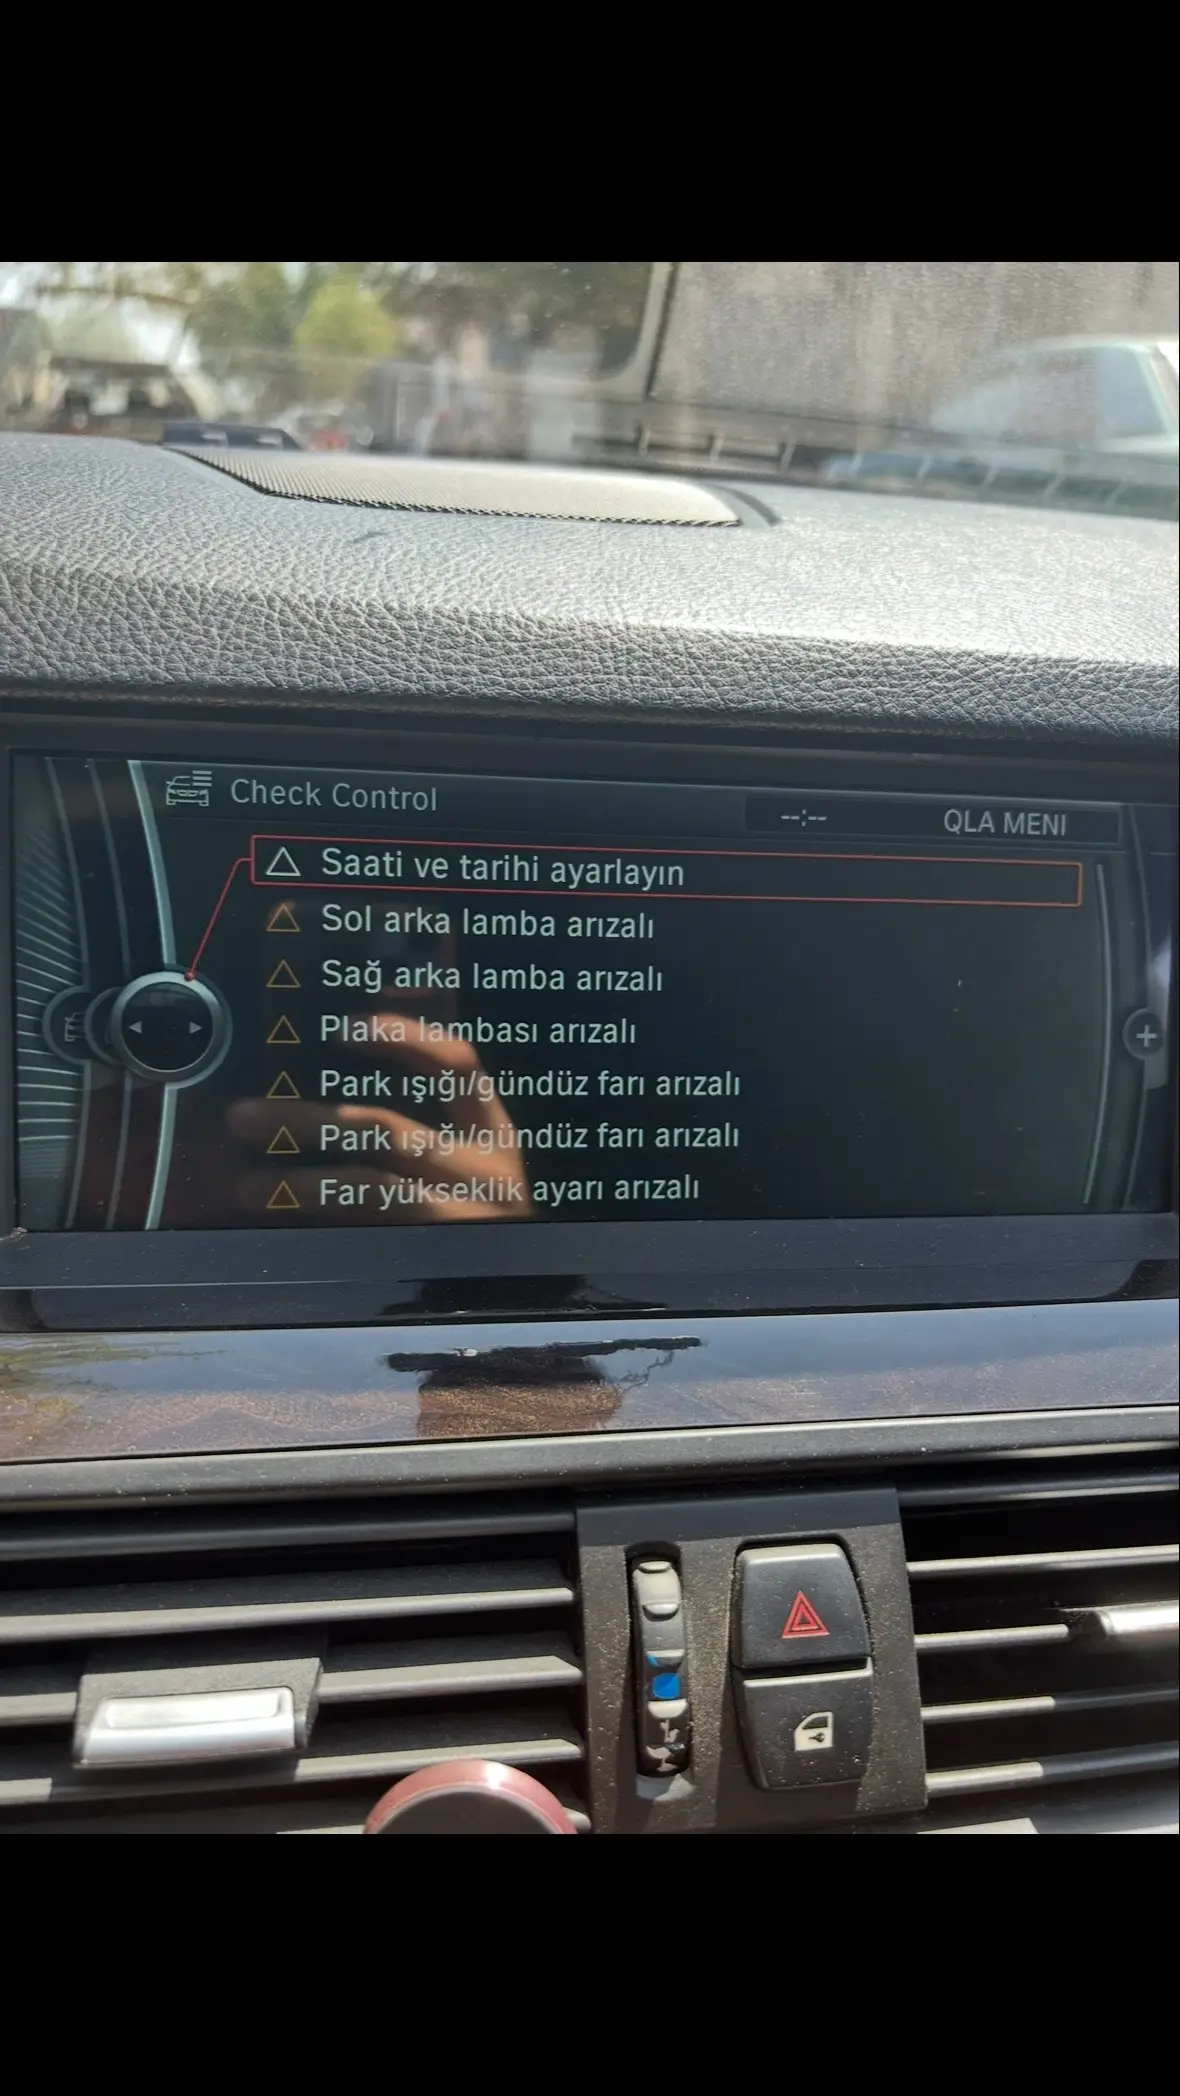 Check Control
--:--
QLA MENI
Saati ve tarihi ayarlayın
Sol arka lamba arızalı
Sağ arka lamba arızalı
Plaka lambası arızalı
Park ışığı/gündüz farı arızalı
Park ışığı/gündüz farı arızalı
Far yükseklik ayarı arızalı